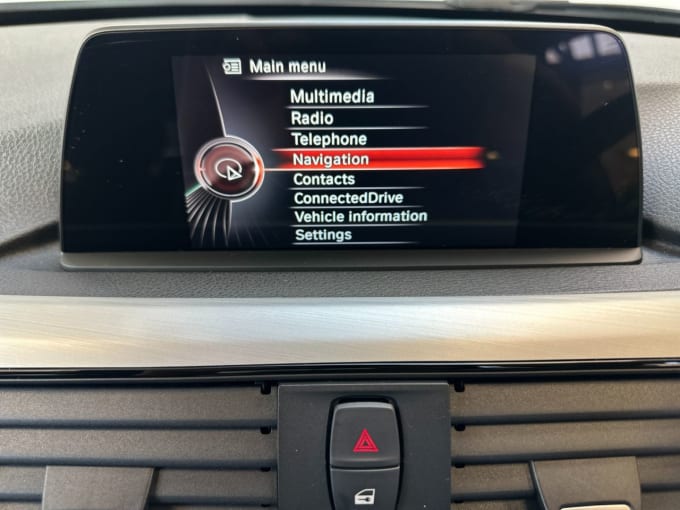 Main menu
Multimedia
Radio
Telephone
Navigation
Contacts
ConnectedDrive
Vehicle information
Settings